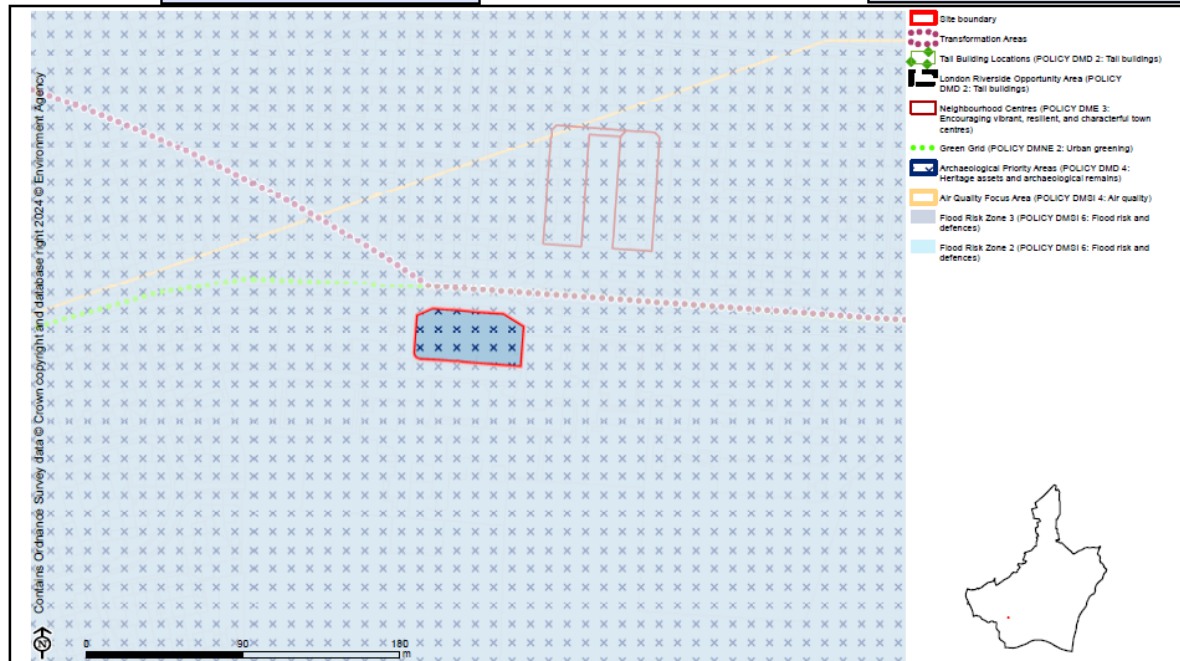 Site boundary
Transformation Areas
Tall Building Locations (POLICY DMD 2: Tall buildings)
London Riverside Opportunity Area (POLICY
DMD 2: Tall buildings)
Neighbourhood Centres (POLICY DME 3:
Encouraging vibrant, resilient, and characterful town
centres)
Green Grid (POLICY DMNE 2: Urban greening)
Archaeological Priority Areas (POLICY DMD 4:
Heritage assets and archaeological remains)
Air Quality Focus Area (POLICY DMSI 4: Air quality)
Flood Risk Zone 3 (POLICY DMSI 6: Flood risk and
defences)
Flood Risk Zone 2 (POLICY DMSI 6: Flood risk and
defences)
Contains Ordnance Survey data © Crown copyright and database right 2024 © Environment Agency
N
0 90 180
m